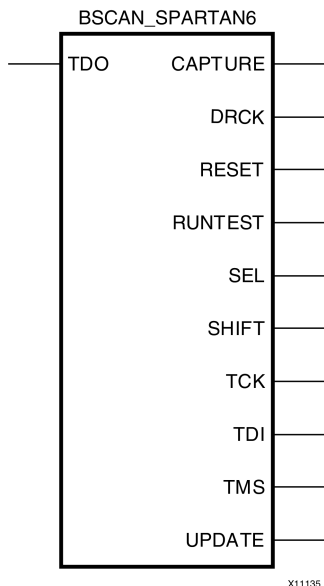 BSCAN_SPARTAN6
TDO CAPTURE
DRCK
RESET
RUNTEST
SEL
SHIFT
TCK
TDI
TMS
UPDATE
X11135